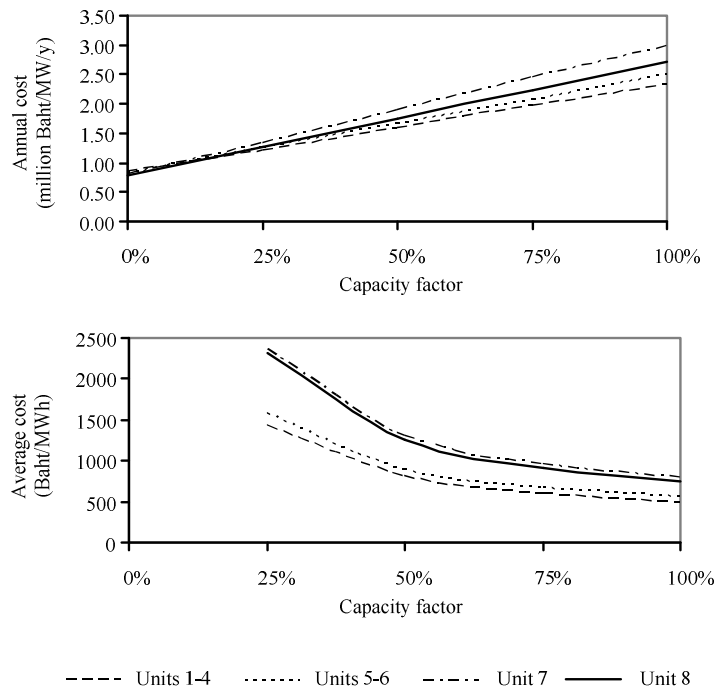 3.50
3.00
2.50
2.00
1.50
1.00
0.50
0.00
Annual cost
(million Baht/MW/y)
0% 25% 50% 75% 100%
Capacity factor
2500
2000
1500
1000
500
0
Average cost
(Baht/MWh)
0% 25% 50% 75% 100%
Capacity factor
Units 1-4 Units 5-6 Unit 7 Unit 8